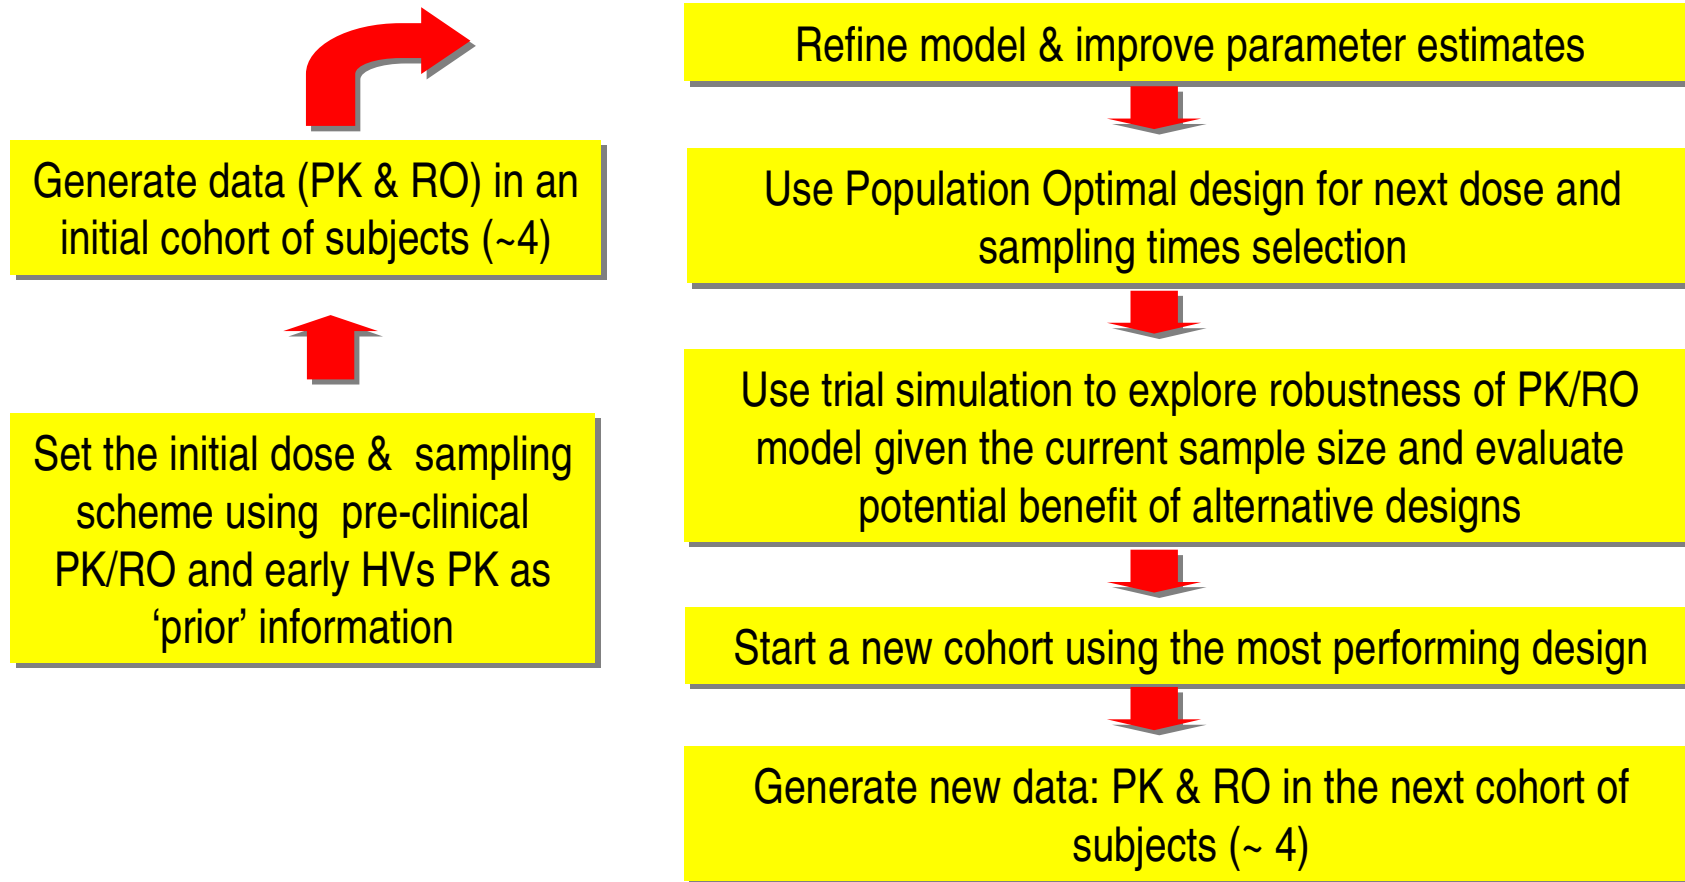 Generate data (PK & RO) in an
initial cohort of subjects (~4)
Set the initial dose & sampling
scheme using pre-clinical
PK/RO and early HVs PK as
‘prior’ information
Refine model & improve parameter estimates
Use Population Optimal design for next dose and
sampling times selection
Use trial simulation to explore robustness of PK/RO
model given the current sample size and evaluate
potential benefit of alternative designs
Start a new cohort using the most performing design
Generate new data: PK & RO in the next cohort of
subjects (~ 4)